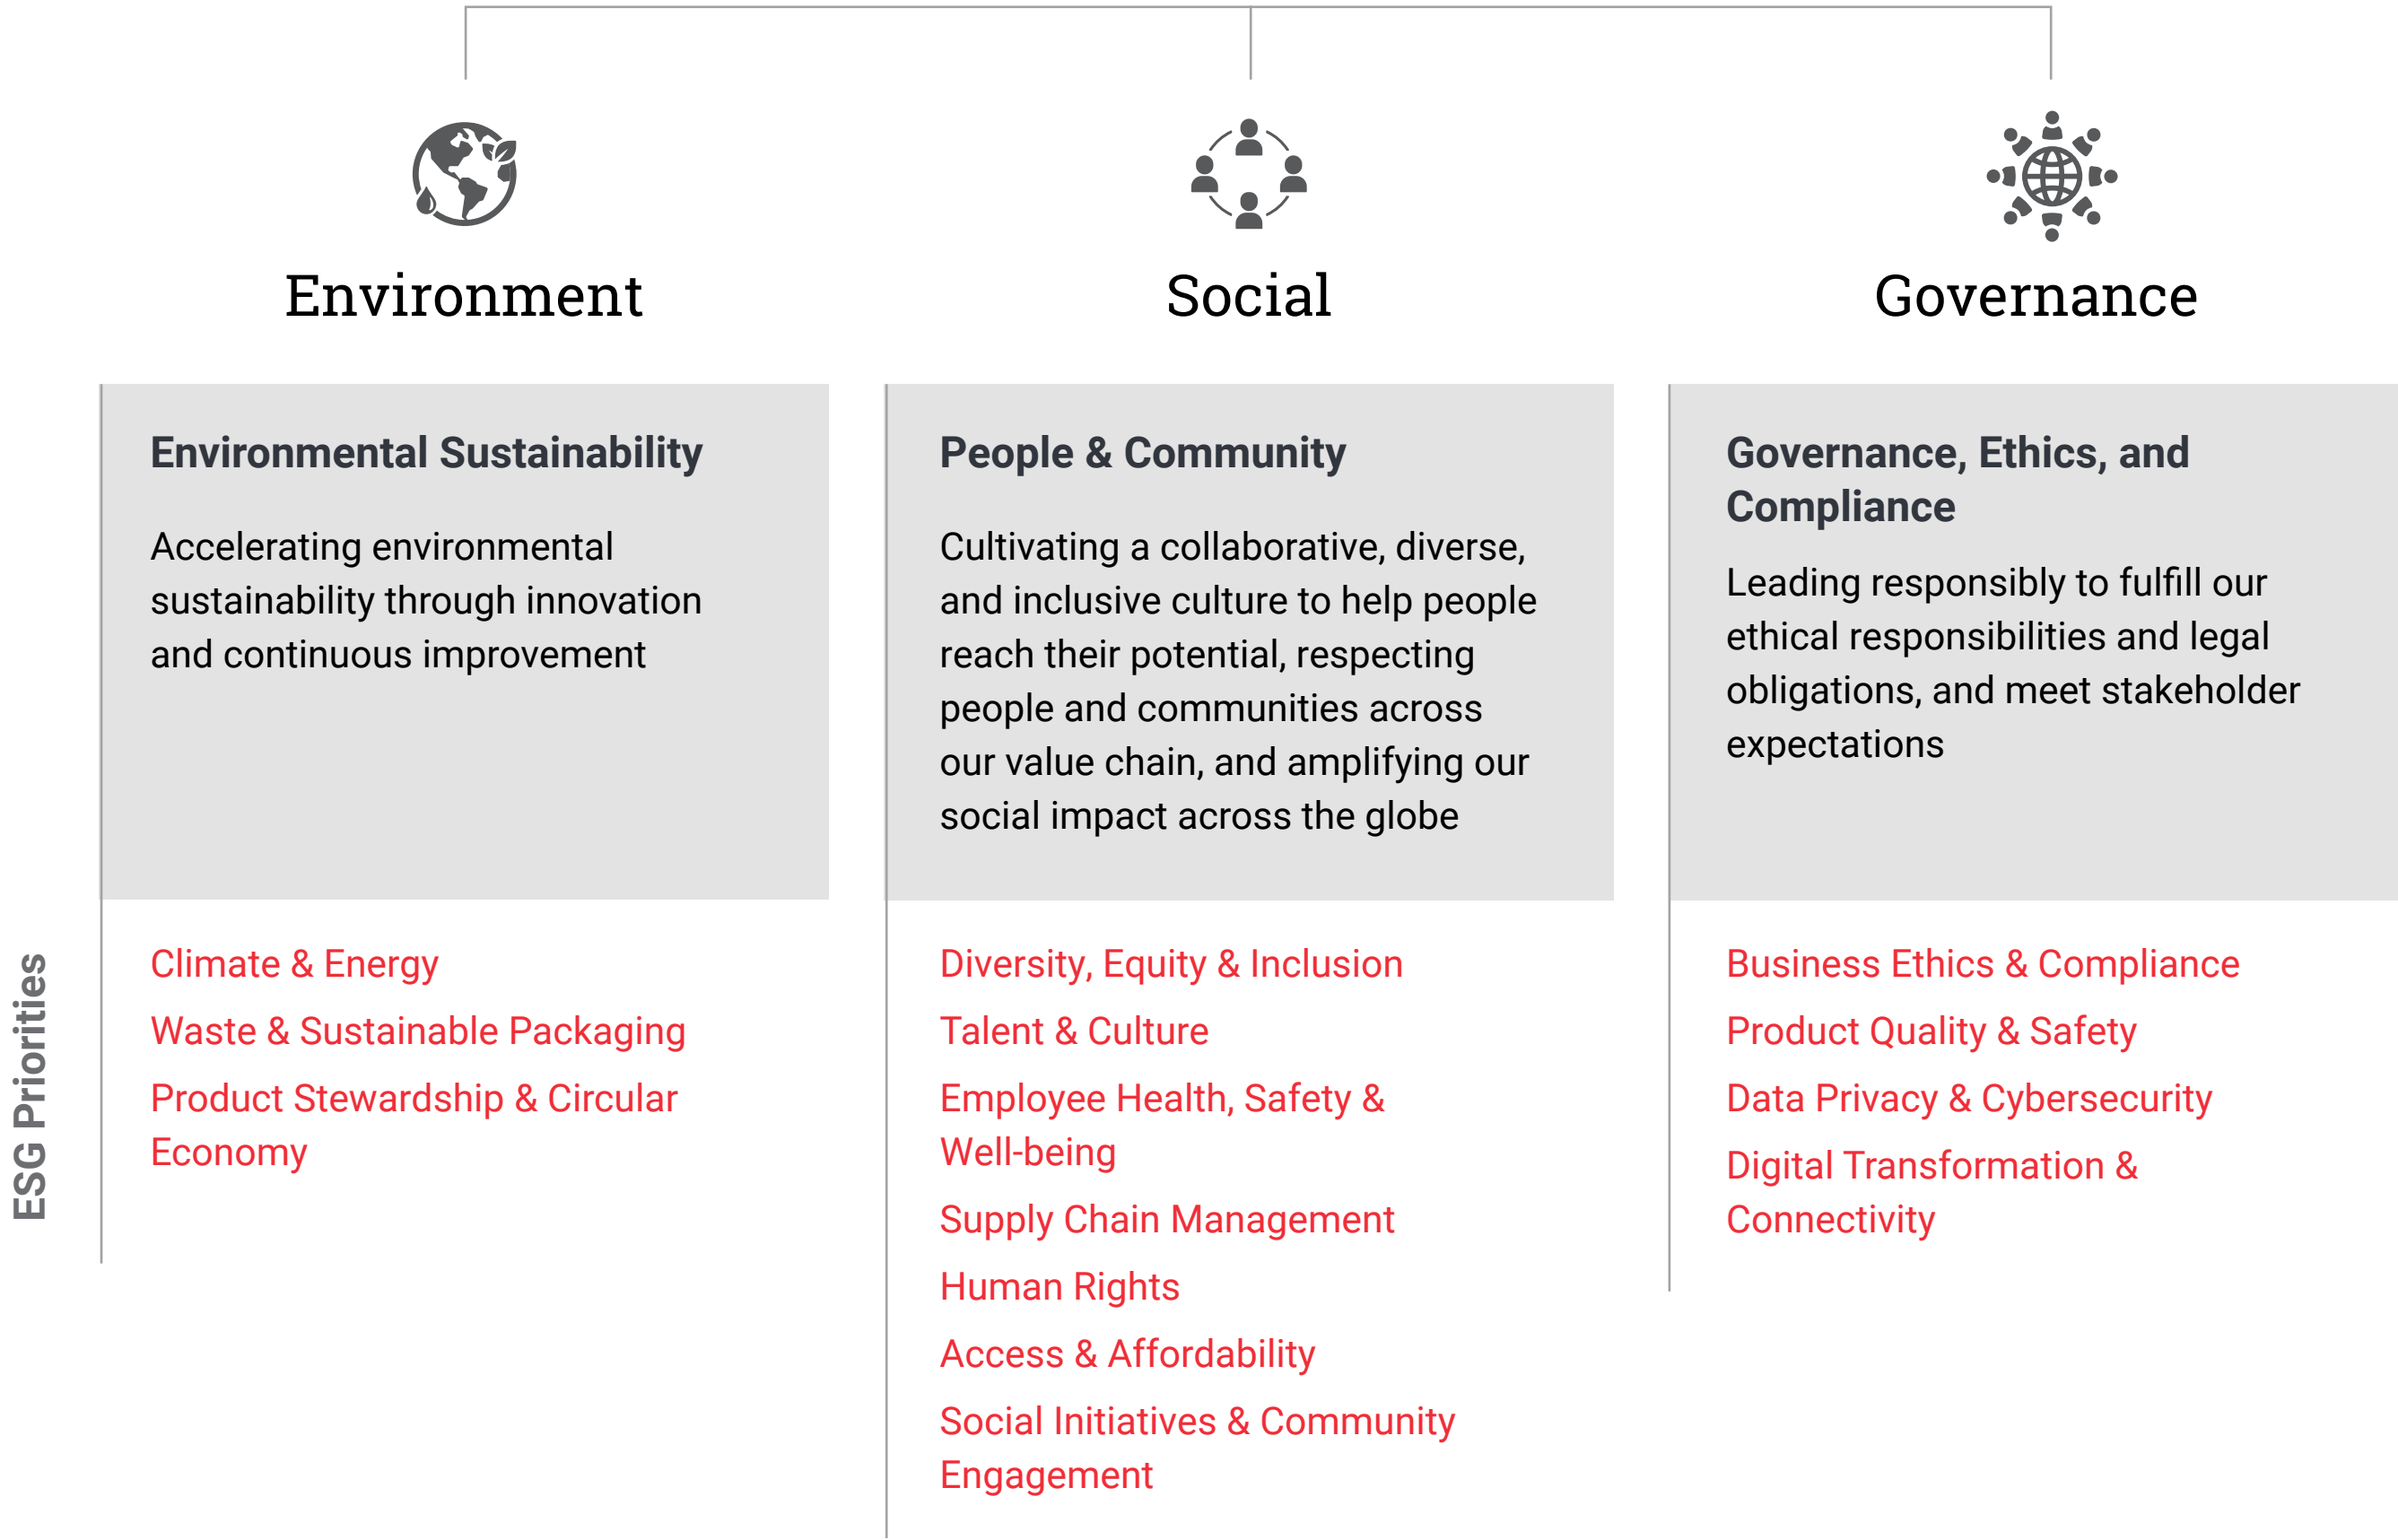 Environment
Social
Governance
Environmental Sustainability
Accelerating environmental
sustainability through innovation
and continuous improvement
People & Community
Cultivating a collaborative, diverse,
and inclusive culture to help people
reach their potential, respecting
people and communities across
our value chain, and amplifying our
social impact across the globe
Governance, Ethics, and
Compliance
Leading responsibly to fulfill our
ethical responsibilities and legal
obligations, and meet stakeholder
expectations
ESG Priorities
Climate & Energy
Waste & Sustainable Packaging
Product Stewardship & Circular
Economy
Diversity, Equity & Inclusion
Talent & Culture
Employee Health, Safety &
Well-being
Supply Chain Management
Human Rights
Access & Affordability
Social Initiatives & Community
Engagement
Business Ethics & Compliance
Product Quality & Safety
Data Privacy & Cybersecurity
Digital Transformation &
Connectivity